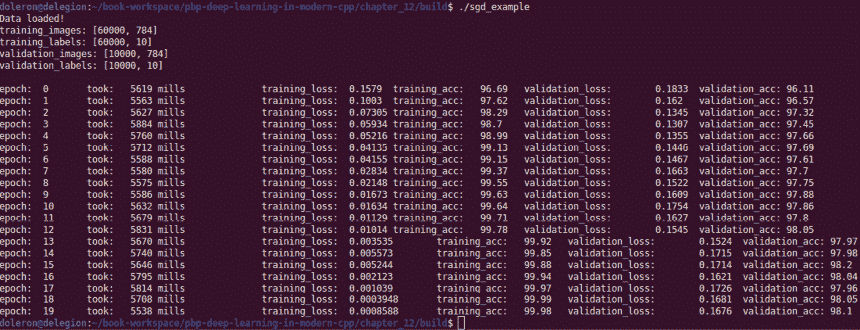 doleron@delegion:~/book-workspace/pbp-deep-learning-in-modern-cpp/chapter_12/build$ ./sgd_example
Data loaded!
training_images: [60000, 784]
training_labels: [60000, 10]
validation_images: [10000, 784]
validation_labels: [10000, 10]
epoch: 0 took: 5619 mills training_loss: 0.1579 training_acc: 96.69 validation_loss: 0.1833 validation_acc: 96.11
epoch: 1 took: 5563 mills training_loss: 0.1003 training_acc: 97.62 validation_loss: 0.162 validation_acc: 96.57
epoch: 2 took: 5627 mills training_loss: 0.07305 training_acc: 98.29 validation_loss: 0.1345 validation_acc: 97.32
epoch: 3 took: 5884 mills training_loss: 0.05934 training_acc: 98.7 validation_loss: 0.1307 validation_acc: 97.45
epoch: 4 took: 5760 mills training_loss: 0.05216 training_acc: 98.99 validation_loss: 0.1355 validation_acc: 97.66
epoch: 5 took: 5712 mills training_loss: 0.04135 training_acc: 99.13 validation_loss: 0.1446 validation_acc: 97.69
epoch: 6 took: 5588 mills training_loss: 0.04155 training_acc: 99.15 validation_loss: 0.1467 validation_acc: 97.61
epoch: 7 took: 5580 mills training_loss: 0.02834 training_acc: 99.37 validation_loss: 0.1663 validation_acc: 97.7
epoch: 8 took: 5575 mills training_loss: 0.02148 training_acc: 99.55 validation_loss: 0.1522 validation_acc: 97.75
epoch: 9 took: 5586 mills training_loss: 0.01673 training_acc: 99.63 validation_loss: 0.1609 validation_acc: 97.88
epoch: 10 took: 5632 mills training_loss: 0.01634 training_acc: 99.64 validation_loss: 0.1754 validation_acc: 97.86
epoch: 11 took: 5679 mills training_loss: 0.01129 training_acc: 99.71 validation_loss: 0.1627 validation_acc: 97.8
epoch: 12 took: 5831 mills training_loss: 0.01014 training_acc: 99.78 validation_loss: 0.1545 validation_acc: 98.05
epoch: 13 took: 5670 mills training_loss: 0.003535 training_acc: 99.92 validation_loss: 0.1524 validation_acc: 97.97
epoch: 14 took: 5740 mills training_loss: 0.005573 training_acc: 99.85 validation_loss: 0.1715 validation_acc: 97.98
epoch: 15 took: 5646 mills training_loss: 0.005244 training_acc: 99.88 validation_loss: 0.1714 validation_acc: 98.2
epoch: 16 took: 5795 mills training_loss: 0.002123 training_acc: 99.94 validation_loss: 0.1621 validation_acc: 98.04
epoch: 17 took: 5814 mills training_loss: 0.001039 training_acc: 99.97 validation_loss: 0.1726 validation_acc: 97.96
epoch: 18 took: 5708 mills training_loss: 0.0003948 training_acc: 99.99 validation_loss: 0.1681 validation_acc: 98.05
epoch: 19 took: 5538 mills training_loss: 0.0008588 training_acc: 99.98 validation_loss: 0.1676 validation_acc: 98.1
doleron@delegion:~/book-workspace/pbp-deep-learning-in-modern-cpp/chapter_12/build$